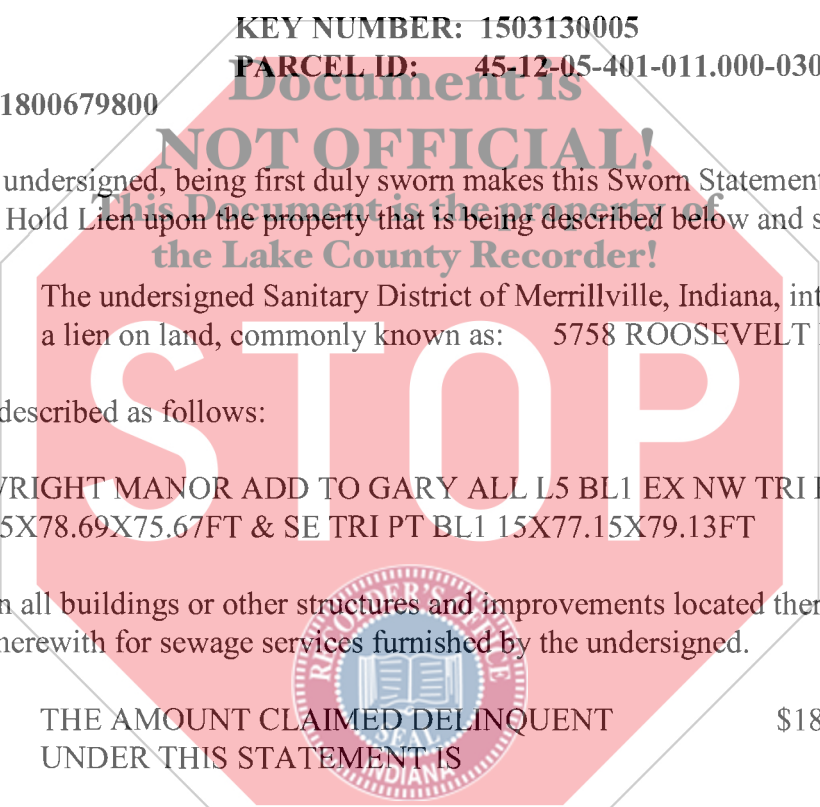 KEY NUMBER: 1503130005
PARCEL ID: 45-12-05-401-011.000-030
Document is
1800679800
NOT OFFICIAL!
undersigned, being first duly sworn makes this Sworn Statement
This Document is the property of
Hold Lien upon the property that is being described below and s
the Lake County Recorder!
The undersigned Sanitary District of Merrillville, Indiana, int
a lien on land, commonly known as: 5758 ROOSEVELT
STOP
described as follows:
WRIGHT MANOR ADD TO GARY ALL L5 BL1 EX NW TRI
5X78.69X75.67FT & SE TRI PT BL1 15X77.15X79.13FT
n all buildings or other structures and improvements located ther
herewith for sewage services furnished by the undersigned.
RECORDER'S OFFICE
SEAL
INDIANA
THE AMOUNT CLAIMED DELINQUENT $18
UNDER THIS STATEMENT IS